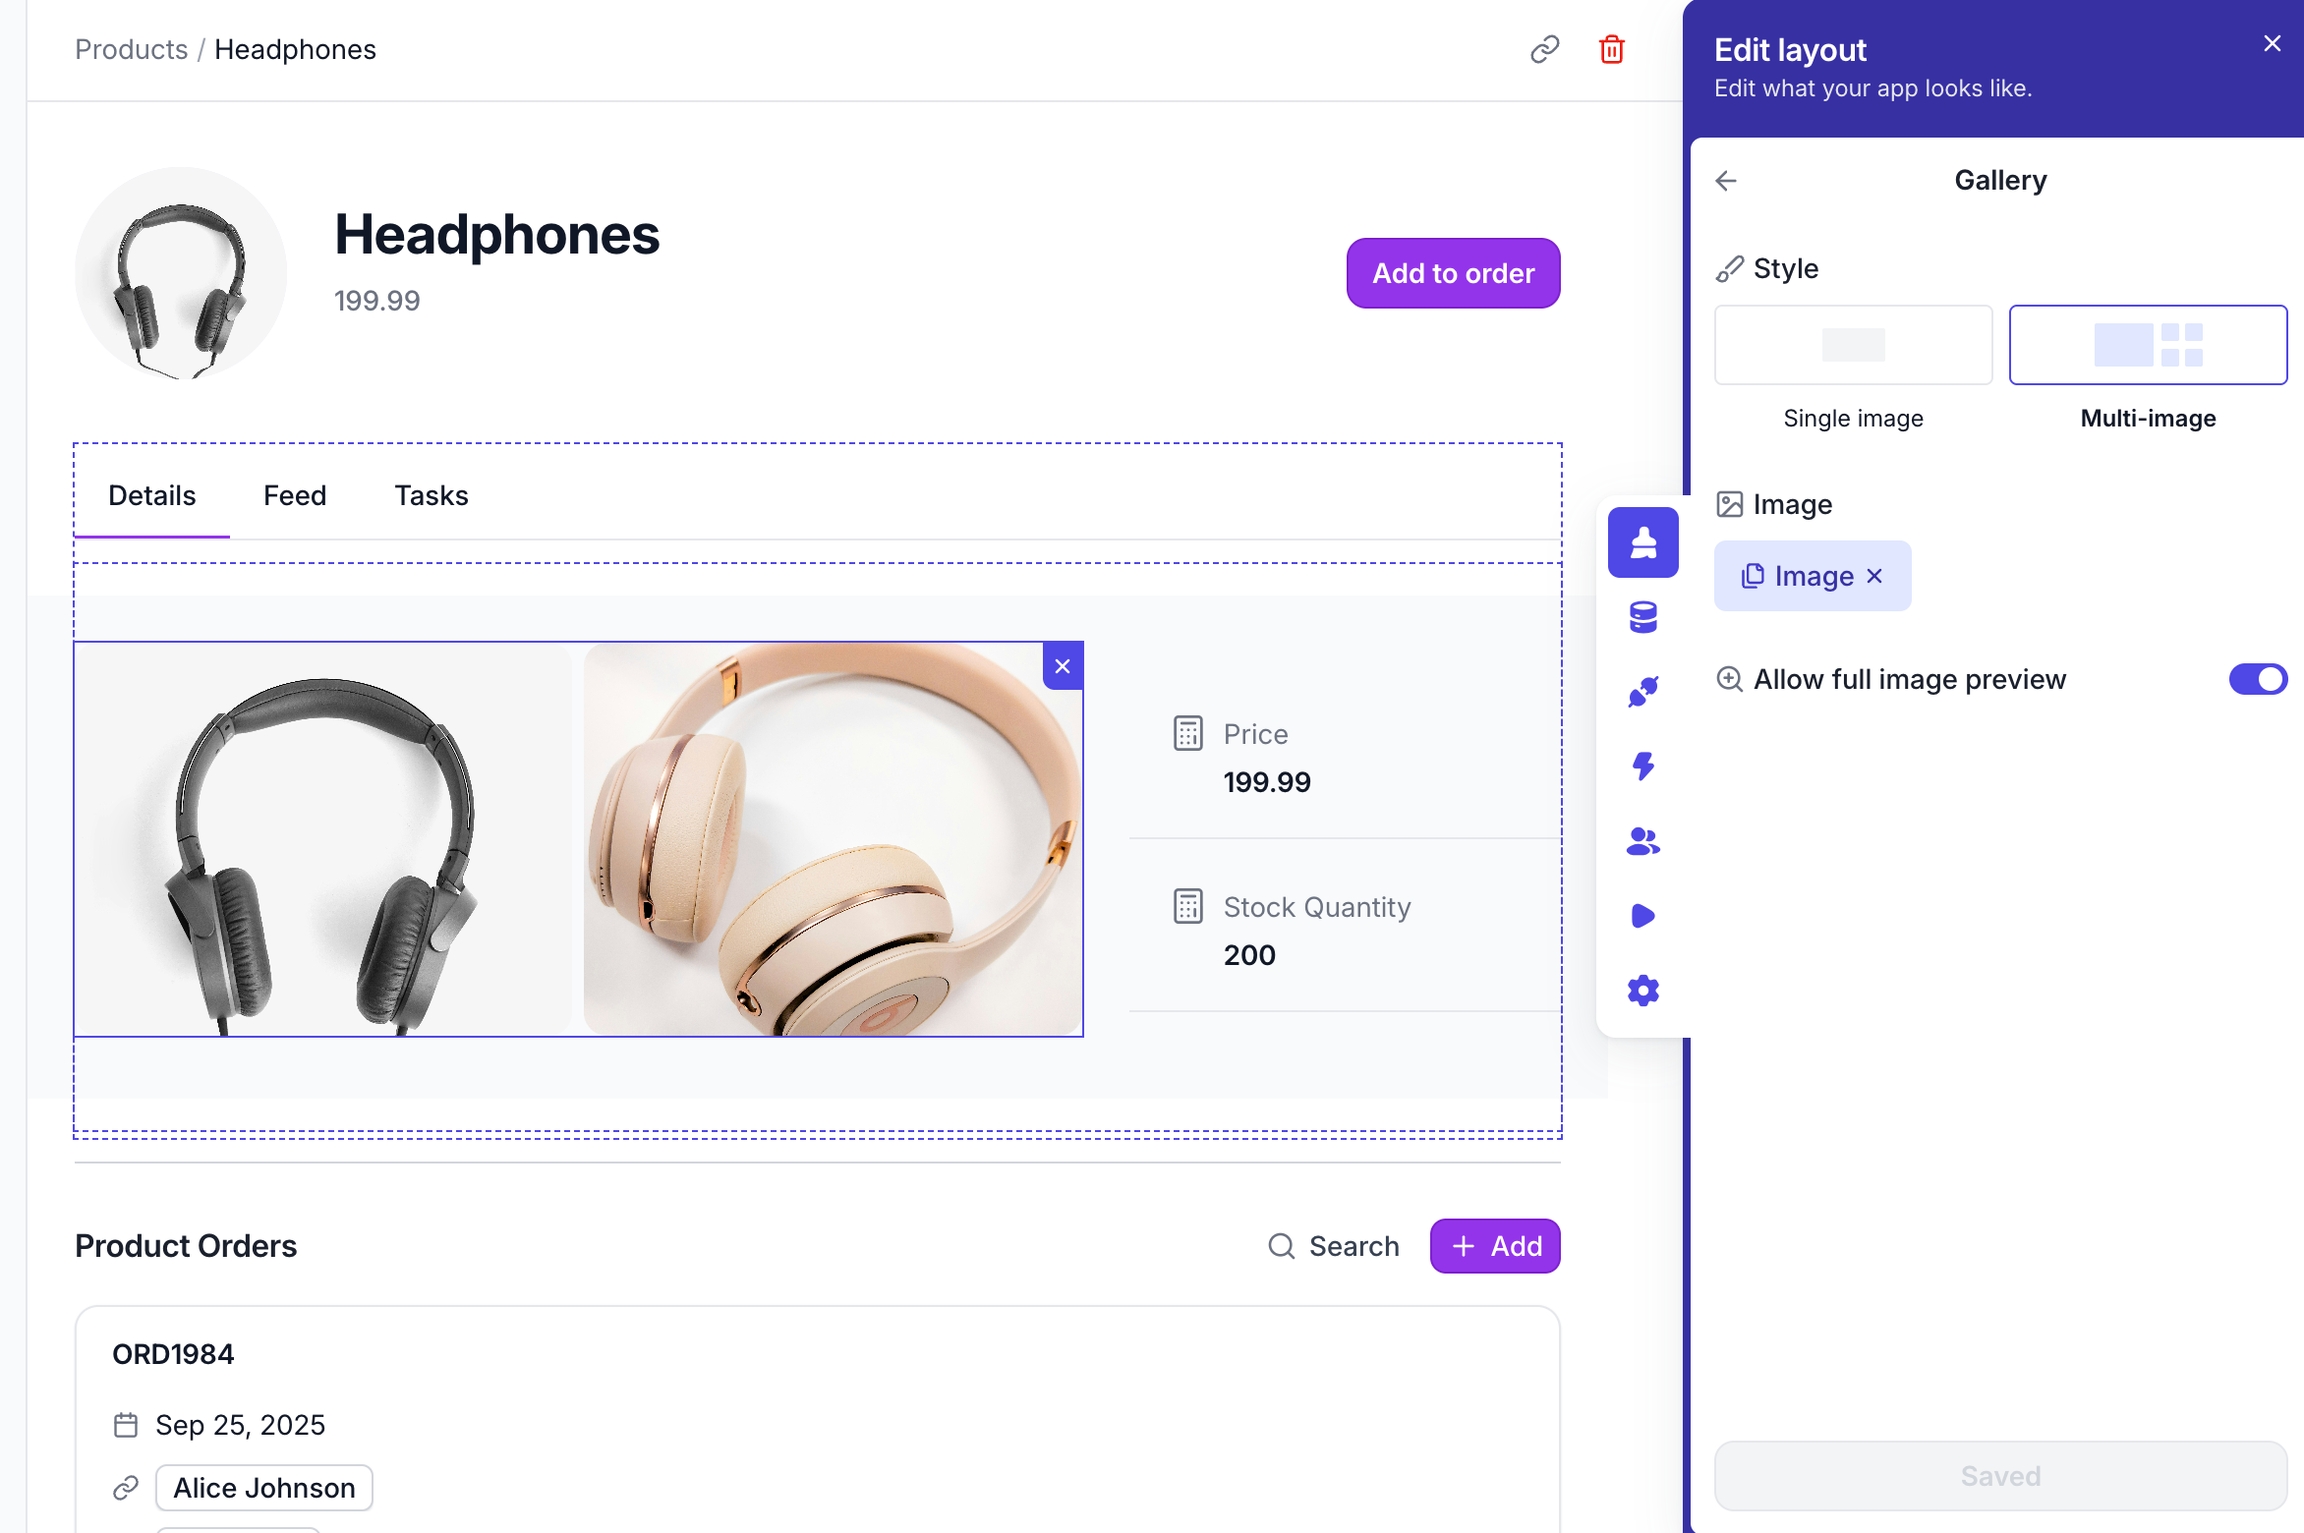 Products / Headphones
Headphones
199.99
Add to order
Details
Feed
Tasks
Price
199.99
Stock Quantity
200
Product Orders
Search
Add
ORD1984
Sep 25, 2025
Alice Johnson
Edit layout
Edit what your app looks like.
Gallery
Style
Single image
Multi-image
Image
Image
Allow full image preview
Saved